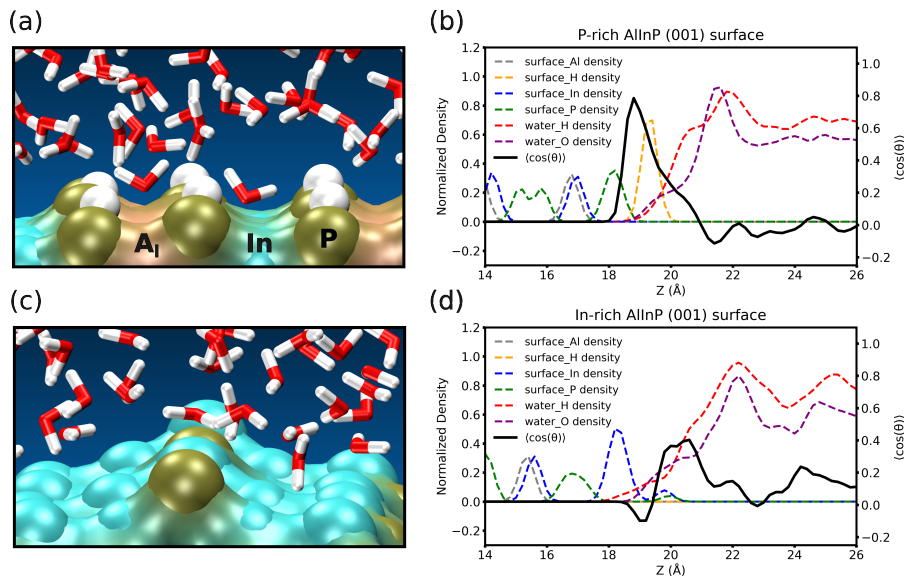 (a)
(b)
P-rich AlInP (001) surface
Normalized Density
1.2
1.0
0.8
0.6
0.4
0.2
0.0
−0.2
surface_Al density
surface_H density
surface_In density
surface_P density
water_H density
water_O density
⟨cos(θ)⟩
1.0
0.8
0.6
0.4
0.2
0.0
−0.2
⟨cos(θ)⟩
14 16 18 20 22 24 26
Z (Å)
Al In P
(c)
(d)
In-rich AlInP (001) surface
Normalized Density
1.2
1.0
0.8
0.6
0.4
0.2
0.0
−0.2
surface_Al density
surface_H density
surface_In density
surface_P density
water_H density
water_O density
⟨cos(θ)⟩
1.0
0.8
0.6
0.4
0.2
0.0
−0.2
⟨cos(θ)⟩
14 16 18 20 22 24 26
Z (Å)